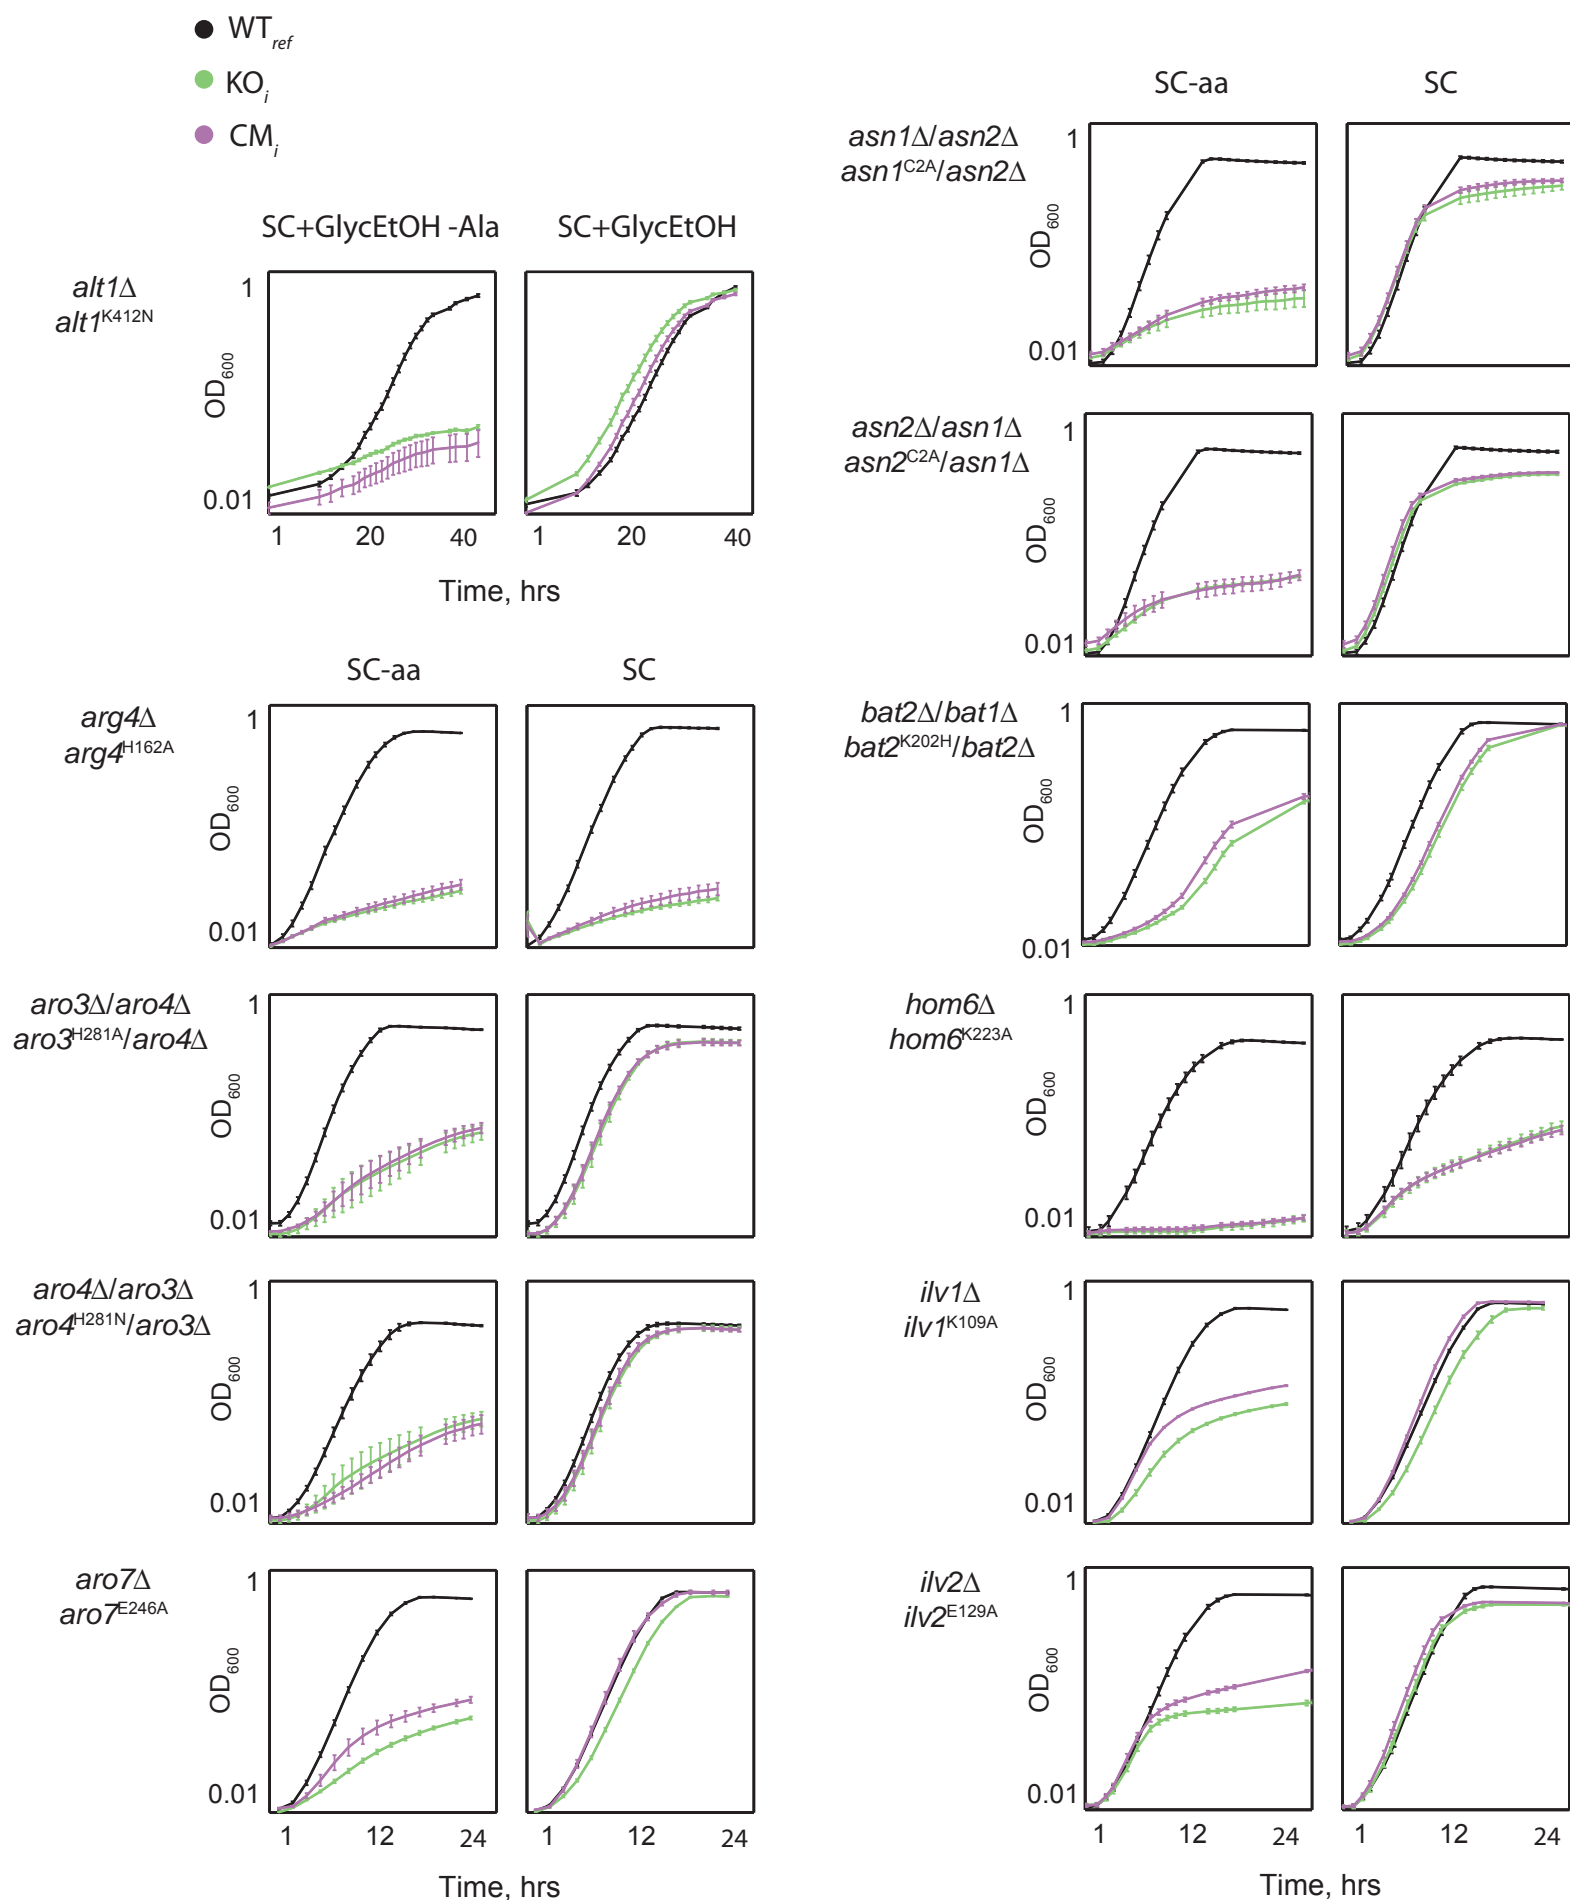 WTref
KOi
CMi
SC+GlycEtOH -Ala
SC+GlycEtOH
alt1Δ
alt1K412N
OD600
1
0.01
1
20
40
1
20
40
Time, hrs
SC-aa
SC
arg4Δ
arg4H162A
OD600
1
0.01
aro3Δ/aro4Δ
aro3H281A/aro4Δ
OD600
1
0.01
aro4Δ/aro3Δ
aro4H281N/aro3Δ
OD600
1
0.01
aro7Δ
aro7E246A
OD600
1
0.01
1
12
24
1
12
24
Time, hrs
SC-aa
SC
asn1Δ/asn2Δ
asn1C2A/asn2Δ
OD600
1
0.01
asn2Δ/asn1Δ
asn2C2A/asn1Δ
OD600
1
0.01
bat2Δ/bat1Δ
bat2K202H/bat2Δ
OD600
1
0.01
hom6Δ
hom6K223A
OD600
1
0.01
ilv1Δ
ilv1K109A
OD600
1
0.01
ilv2Δ
ilv2E129A
OD600
1
0.01
1
12
24
1
12
24
Time, hrs